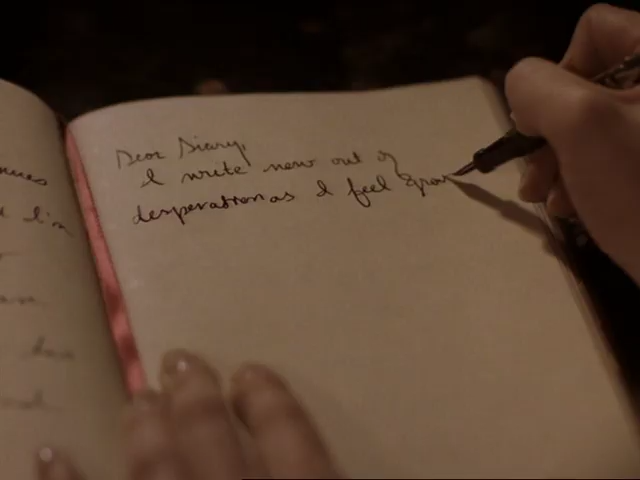 Dear Diary,
I write now out of
desperation as I feel
I'm